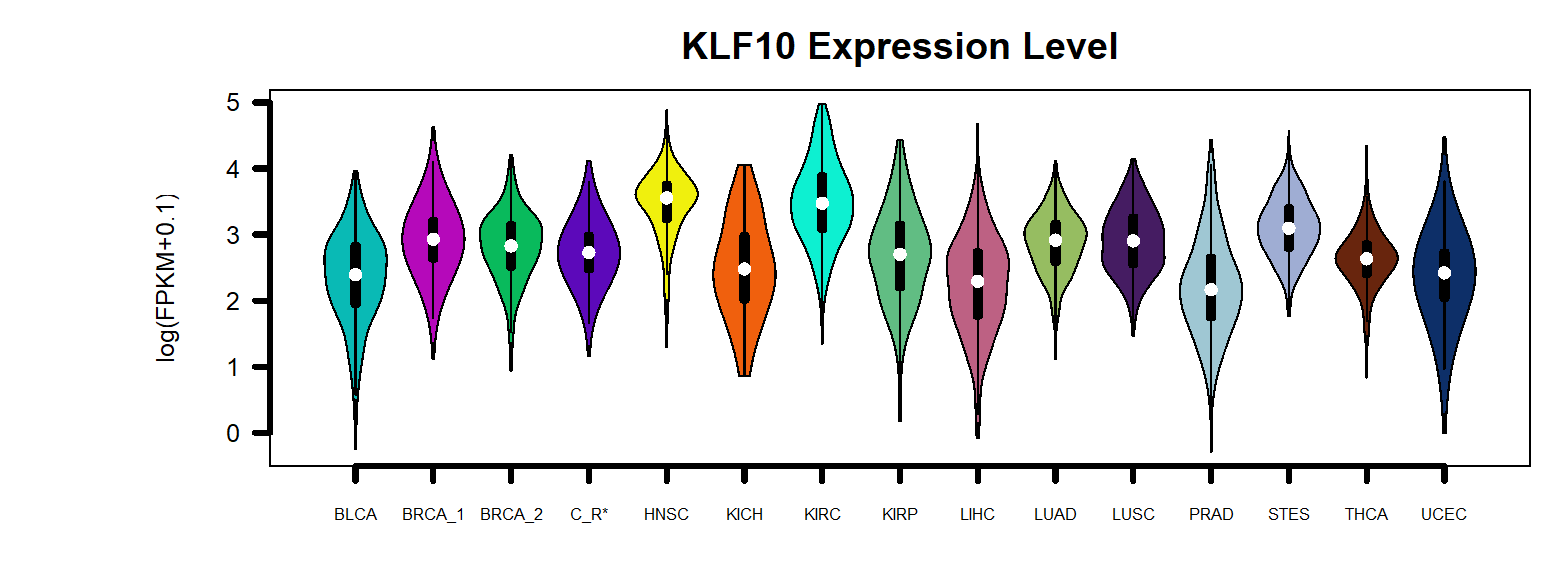 KLF10 Expression Level
log(FPKM+0.1)
5
4
3
2
1
0
BLCA BRCA_1 BRCA_2 C_R* HNSC KICH KIRC KIRP LIHC LUAD LUSC PRAD STES THCA UCEC